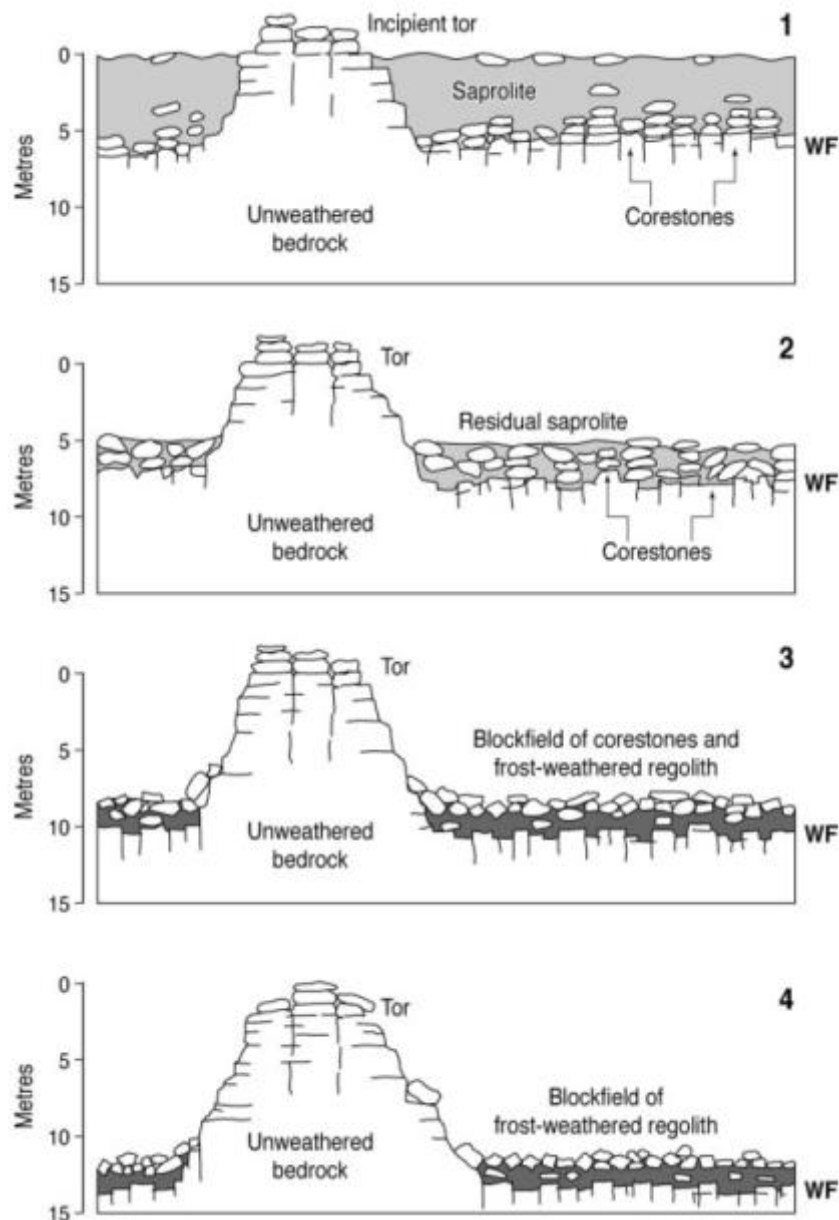 1
Incipient tor
0
Saprolite
5
WF
Metres
10
Unweathered
bedrock
Corestones
15
2
0
Tor
Residual saprolite
5
WF
Metres
10
Unweathered
bedrock
Corestones
15
3
0
Tor
Blockfield of corestones and
frost-weathered regolith
5
Metres
10
Unweathered
bedrock
WF
15
4
0
Tor
5
Metres
Blockfield of
frost-weathered regolith
10
Unweathered
bedrock
WF
15